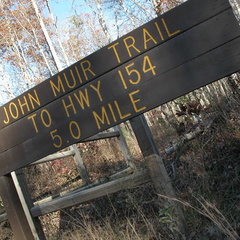 JOHN MUIR TRAIL
TO HWY 154
5.0 MILE